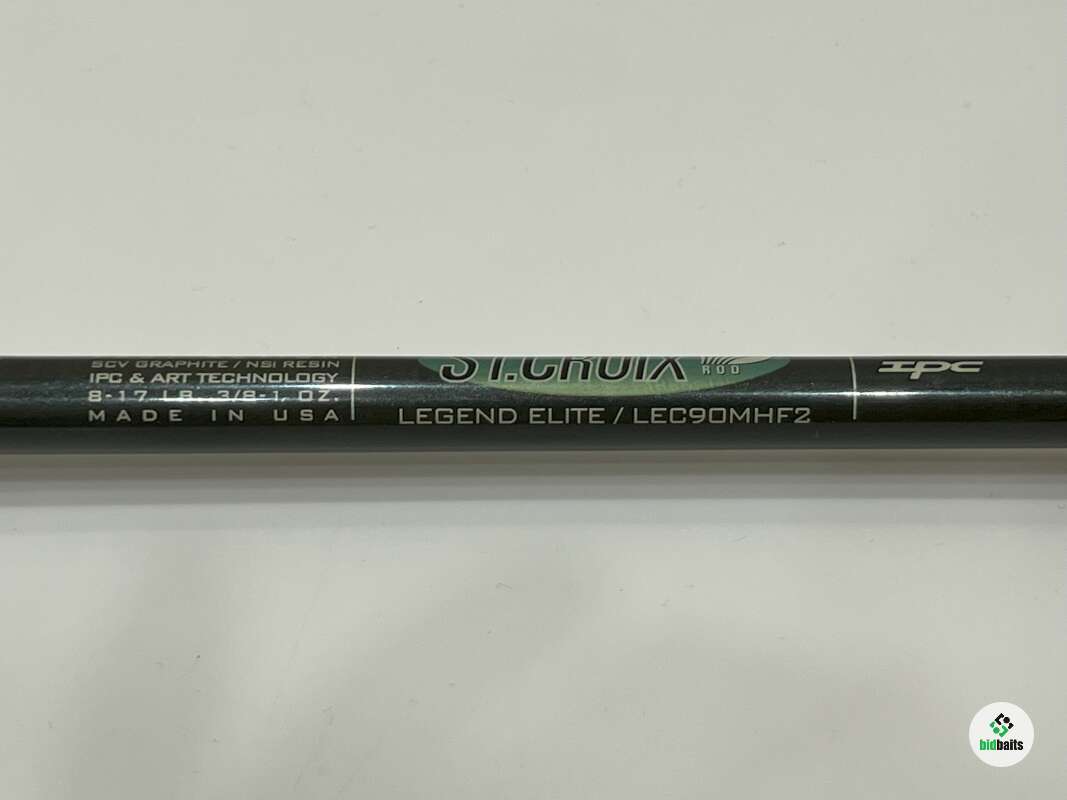 SCV GRAPHITE / NSI RESIN
IPC & ART TECHNOLOGY
8-17 LB. 3/8-1 OZ.
MADE IN USA
ST.CROIX
ROD
LEGEND ELITE / LEC90MHF2
IPC
bidbaits